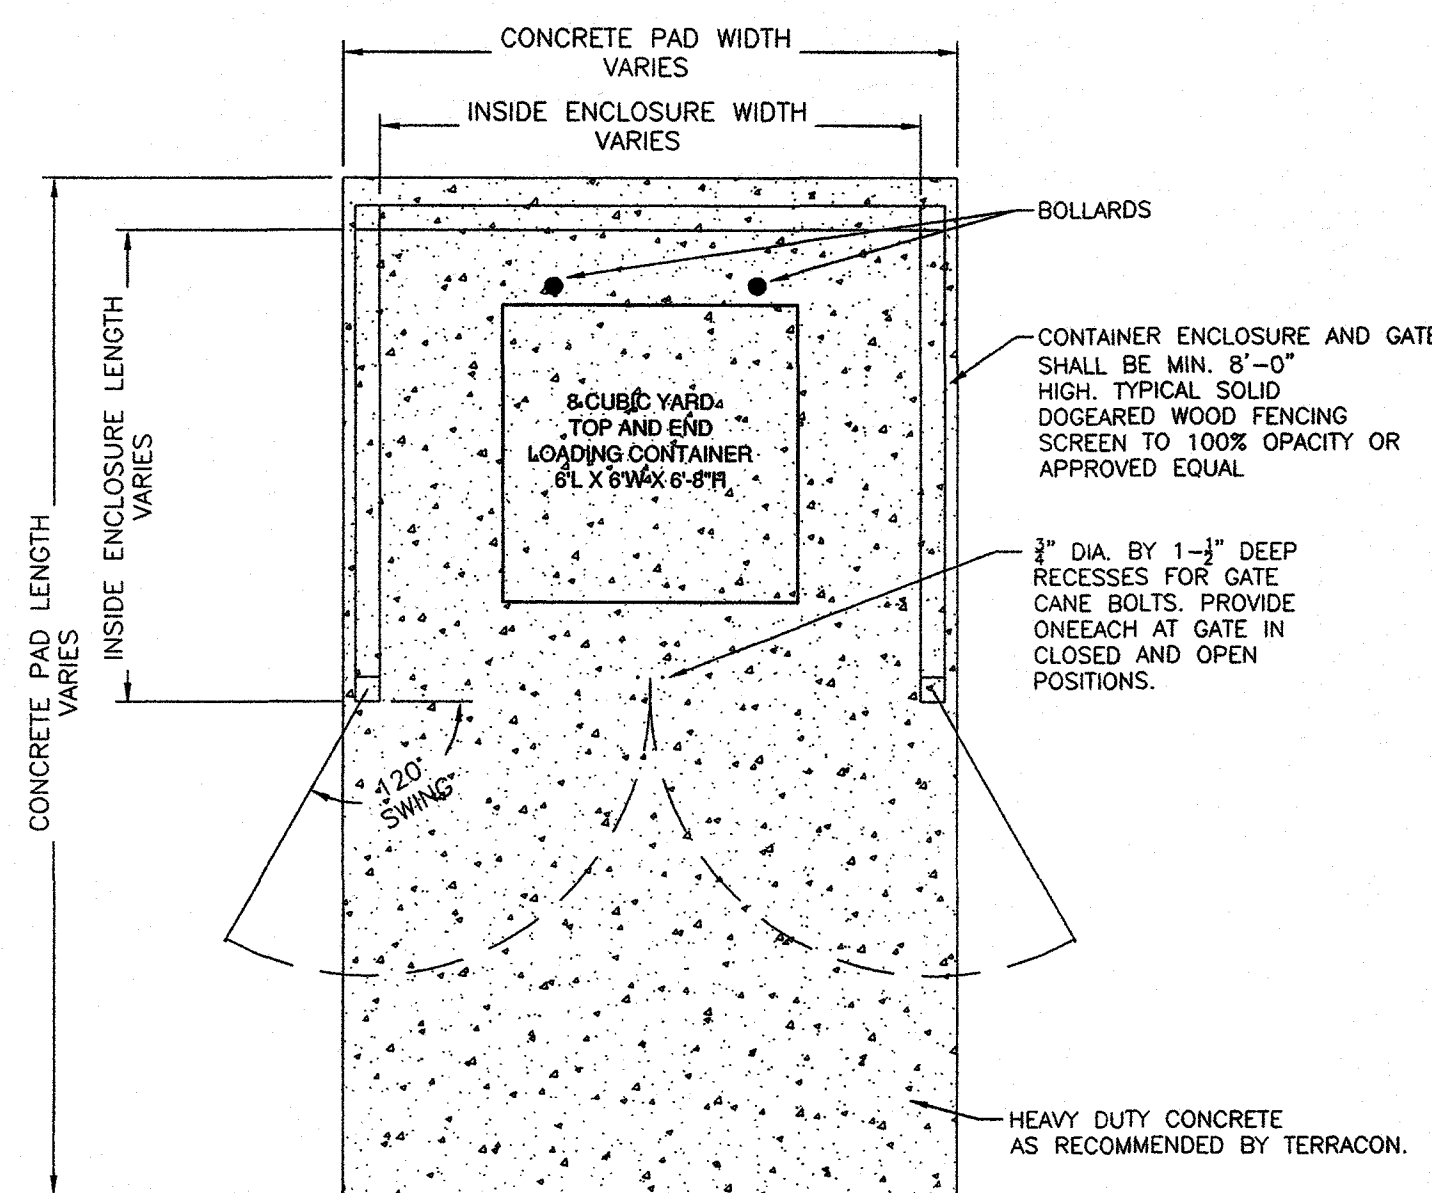 CONCRETE PAD WIDTH
VARIES
INSIDE ENCLOSURE WIDTH
VARIES
BOLLARDS
CONTAINER ENCLOSURE AND GATE
SHALL BE MIN. 8'-0"
HIGH. TYPICAL SOLID
DOGEARED WOOD FENCING
SCREEN TO 100% OPACITY OR
APPROVED EQUAL
8 CUBIC YARD
TOP AND END
LOADING CONTAINER
6'L X 6'W X 6'-8"H
INSIDE ENCLOSURE LENGTH
VARIES
CONCRETE PAD LENGTH
VARIES
¾" DIA. BY 1-½" DEEP
RECESSES FOR GATE
CANE BOLTS. PROVIDE
ONEEACH AT GATE IN
CLOSED AND OPEN
POSITIONS.
120°
SWING
HEAVY DUTY CONCRETE
AS RECOMMENDED BY TERRACON.